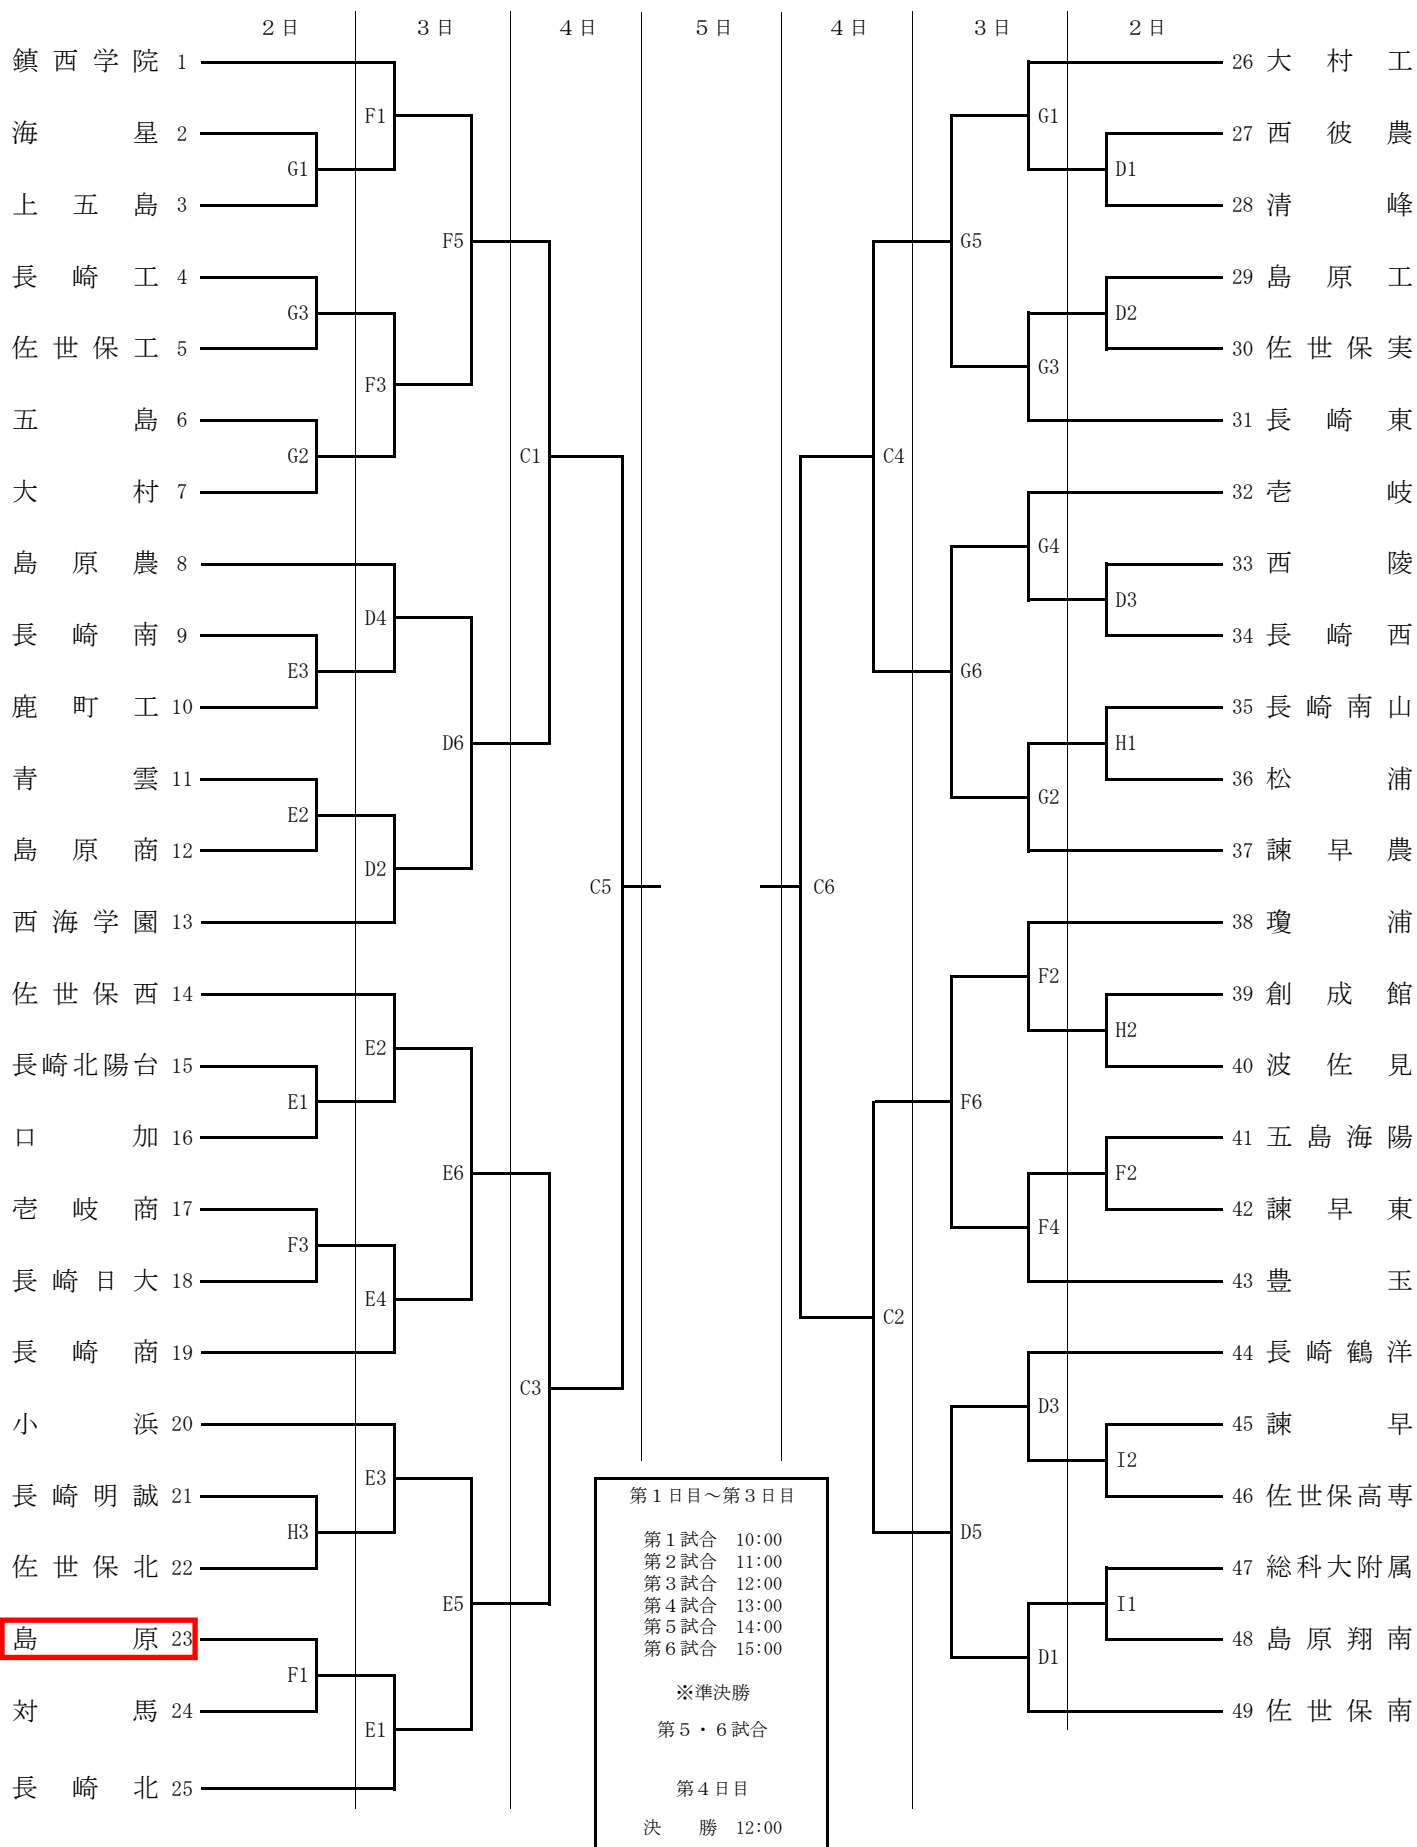 ２日 ３日 ４日 ５日 ４日 ３日 ２日
鎮西学院 1
F1
海星 2
G1
上五島 3
F5
長崎工 4
G3
佐世保工 5
F3
五島 6
G2
C1
大村 7
島原農 8
D4
長崎南 9
E3
鹿町工 10
D6
青雲 11
E2
島原商 12
D2
C5
西海学園 13
佐世保西 14
E2
長崎北陽台 15
E1
口加 16
E6
壱岐商 17
F3
長崎日大 18
E4
長崎商 19
C3
小浜 20
E3
長崎明誠 21
H3
佐世保北 22
E5
島原 23
F1
対馬 24
E1
長崎北 25
26 大村工
G1
27 西彼農
D1
28 清峰
G5
29 島原工
D2
30 佐世保実
G3
31 長崎東
C4
32 壱岐
G4
33 西陵
D3
34 長崎西
G6
35 長崎南山
H1
36 松浦
G2
37 諫早農
C6
38 瓊浦
F2
39 創成館
H2
40 波佐見
F6
41 五島海陽
F2
42 諫早東
F4
43 豊玉
C2
44 長崎鶴洋
D3
45 諫早
I2
46 佐世保高専
D5
47 総科大附属
I1
48 島原翔南
D1
49 佐世保南
第１日目～第３日目
第１試合 10:00
第２試合 11:00
第３試合 12:00
第４試合 13:00
第５試合 14:00
第６試合 15:00
※準決勝
第５・６試合
第４日目
決勝 12:00